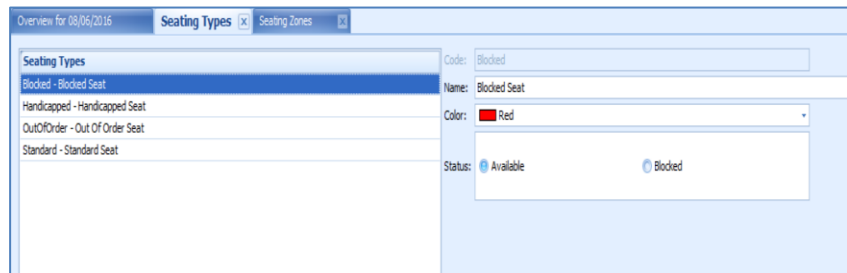 Overview for 08/06/2016 Seating Types x Seating Zones x
Seating Types
Blocked - Blocked Seat
Handicapped - Handicapped Seat
OutOfOrder - Out Of Order Seat
Standard - Standard Seat
Code: Blocked
Name: Blocked Seat
Color: Red
Status: Available Blocked